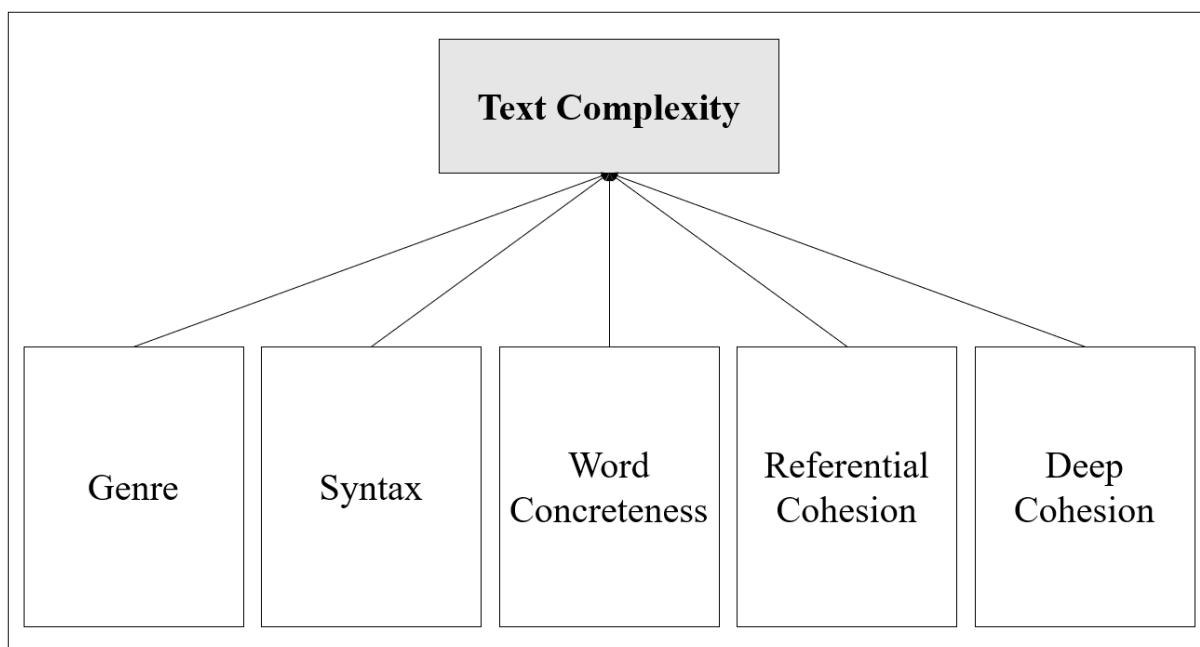 Text Complexity
Genre
Syntax
Word
Concreteness
Referential
Cohesion
Deep
Cohesion